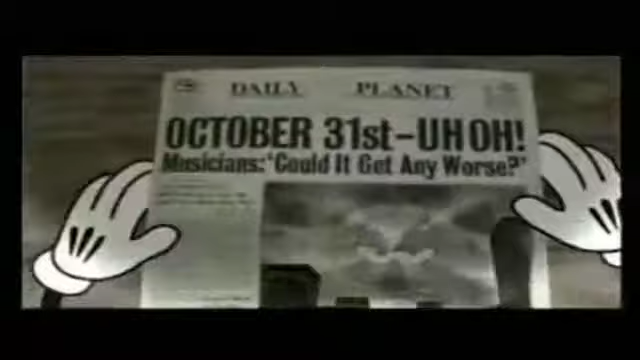 DAILY PLANET
OCTOBER 31st-UH OH!
Musicians: 'Could It Get Any Worse?'